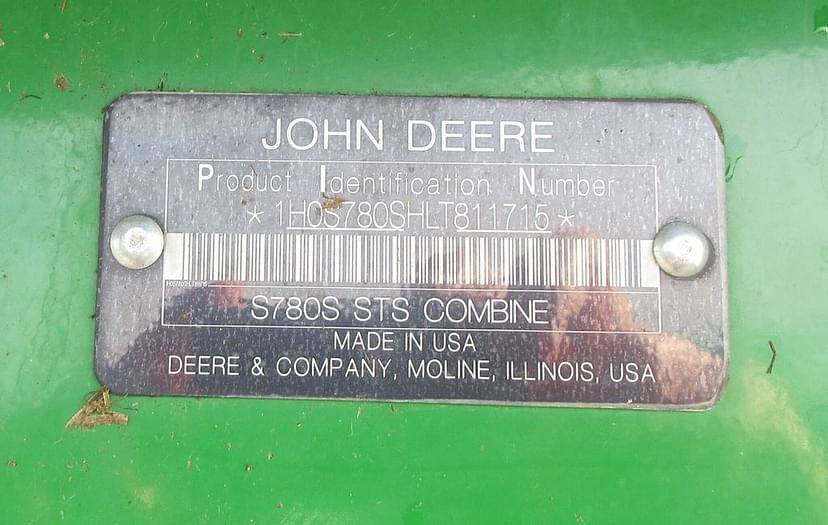 JOHN DEERE
Product Identification Number
*1H0S780SHLT811715*
S780S STS COMBINE
MADE IN USA
DEERE & COMPANY, MOLINE, ILLINOIS, USA